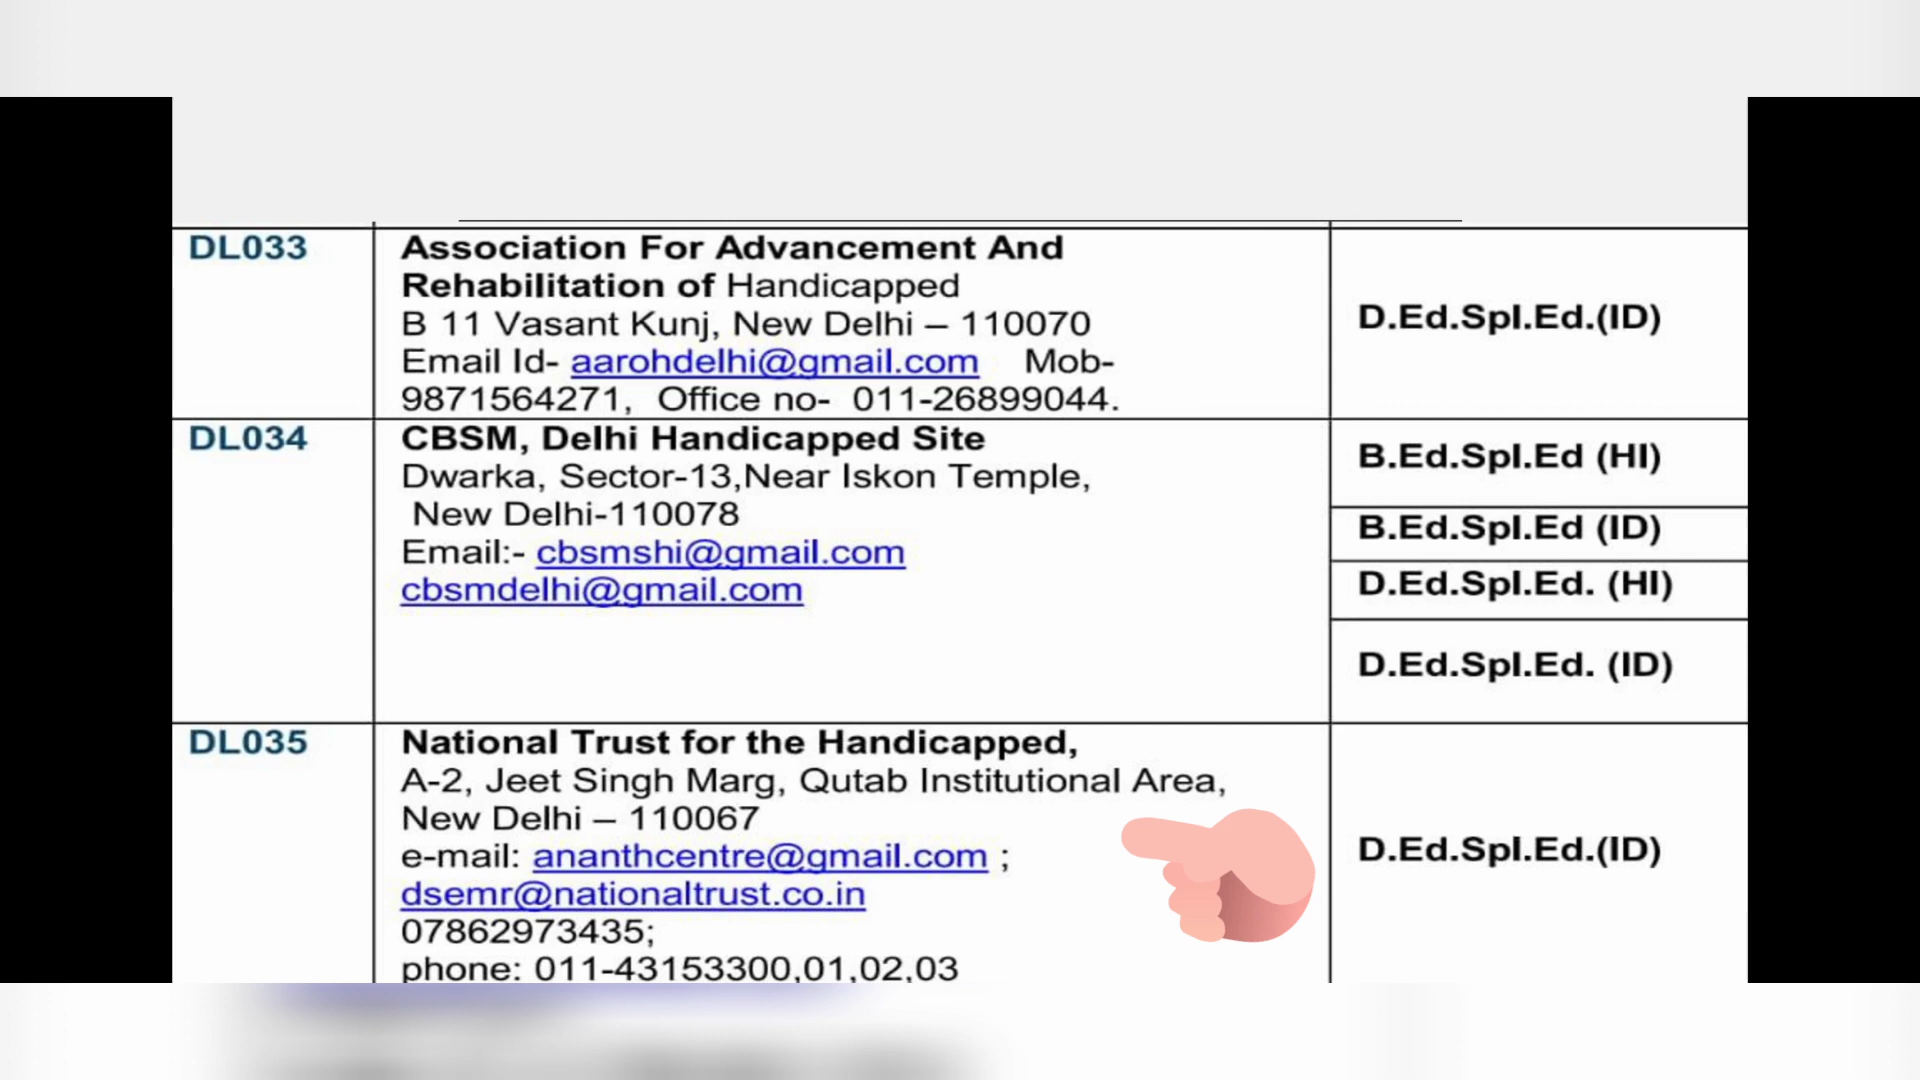 DL033
Association For Advancement And
Rehabilitation of Handicapped
B 11 Vasant Kunj, New Delhi – 110070
Email Id- aarohdelhi@gmail.com Mob-
9871564271, Office no- 011-26899044.
D.Ed.Spl.Ed.(ID)
DL034
CBSM, Delhi Handicapped Site
Dwarka, Sector-13,Near Iskon Temple,
New Delhi-110078
Email:- cbsmshi@gmail.com
cbsmdelhi@gmail.com
B.Ed.Spl.Ed (HI)
B.Ed.Spl.Ed (ID)
D.Ed.Spl.Ed. (HI)
D.Ed.Spl.Ed. (ID)
DL035
National Trust for the Handicapped,
A-2, Jeet Singh Marg, Qutab Institutional Area,
New Delhi – 110067
e-mail: ananthcentre@gmail.com ;
dsemr@nationaltrust.co.in
07862973435;
phone: 011-43153300,01,02,03
D.Ed.Spl.Ed.(ID)